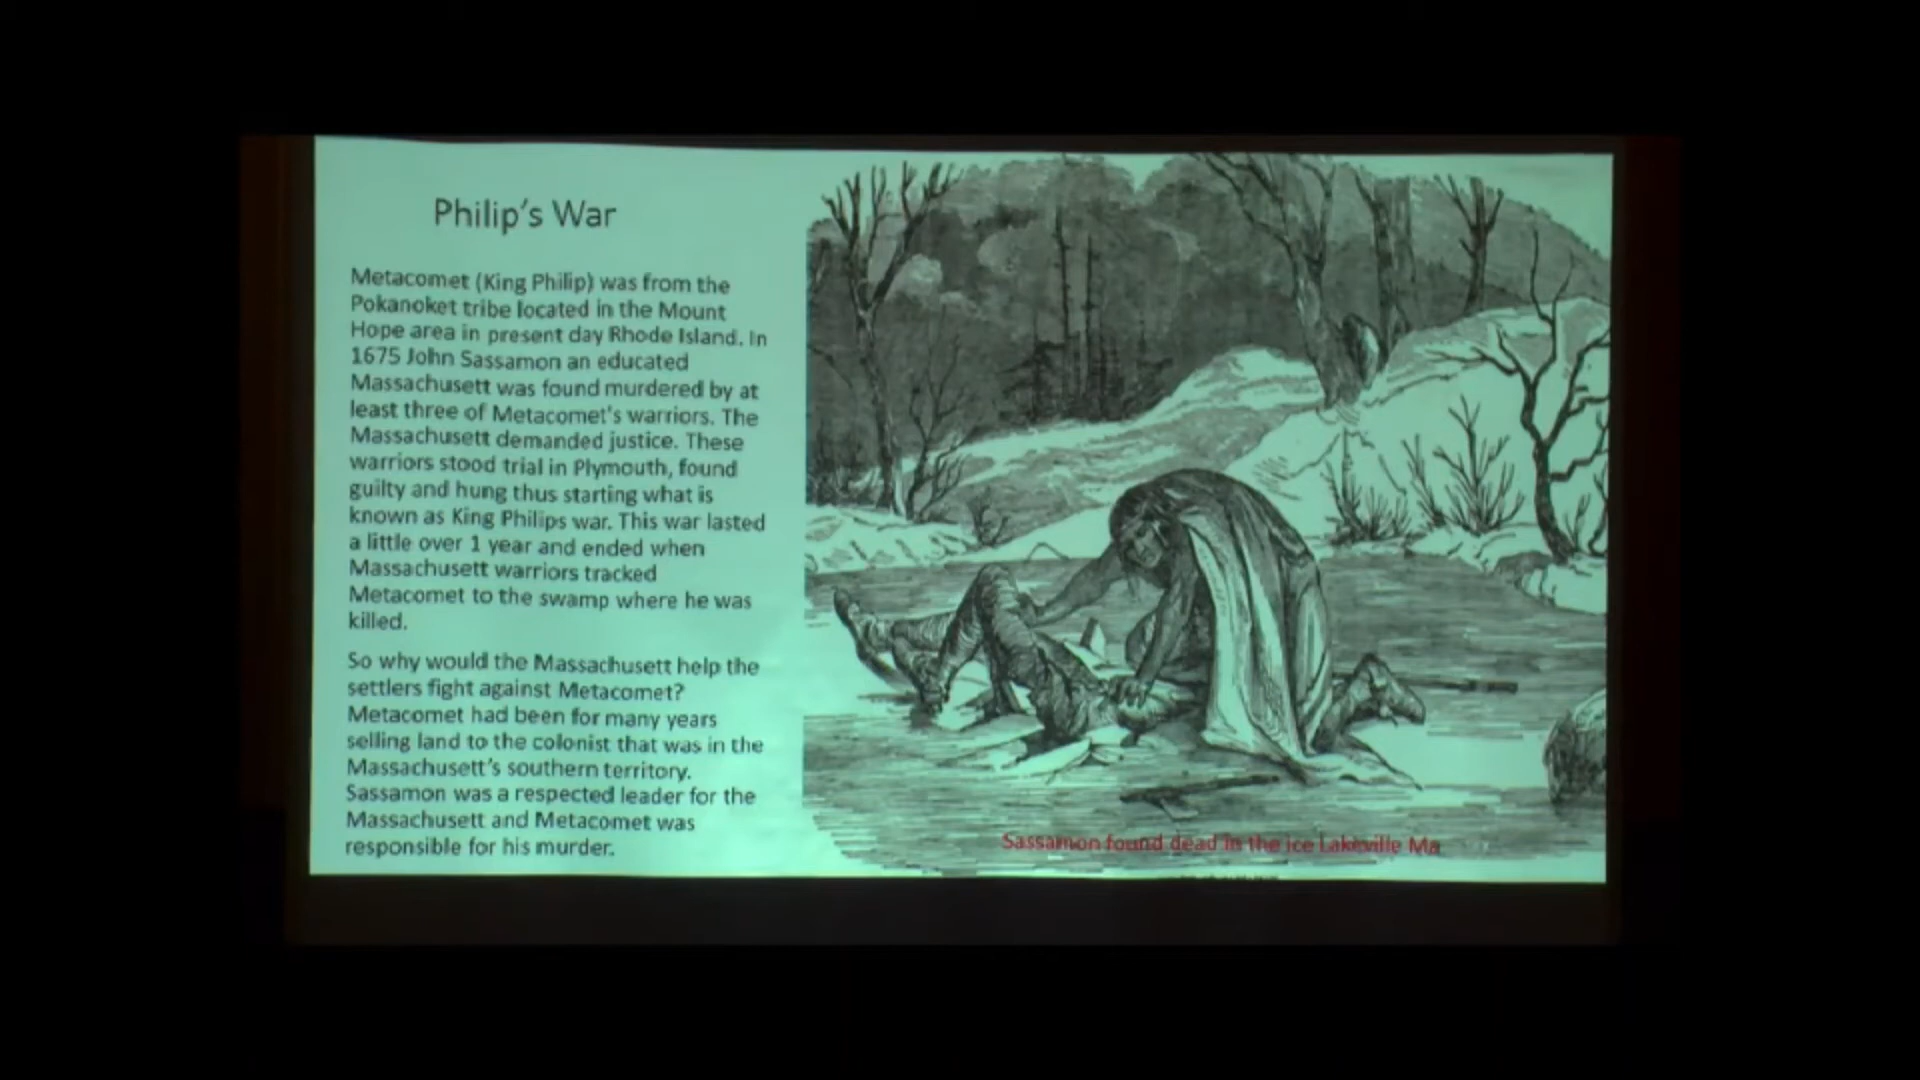 Philip's War
Metacomet (King Philip) was from the
Pokanoket tribe located in the Mount
Hope area in present day Rhode Island. In
1675 John Sassamon an educated
Massachusett was found murdered by at
least three of Metacomet's warriors. The
Massachusett demanded justice. These
warriors stood trial in Plymouth, found
guilty and hung thus starting what is
known as King Philips war. This war lasted
a little over 1 year and ended when
Massachusett warriors tracked
Metacomet to the swamp where he was
killed.
So why would the Massachusett help the
settlers fight against Metacomet?
Metacomet had been for many years
selling land to the colonist that was in the
Massachusett's southern territory.
Sassamon was a respected leader for the
Massachusett and Metacomet was
responsible for his murder.
Sassamon found dead in the ice Lakeville Ma